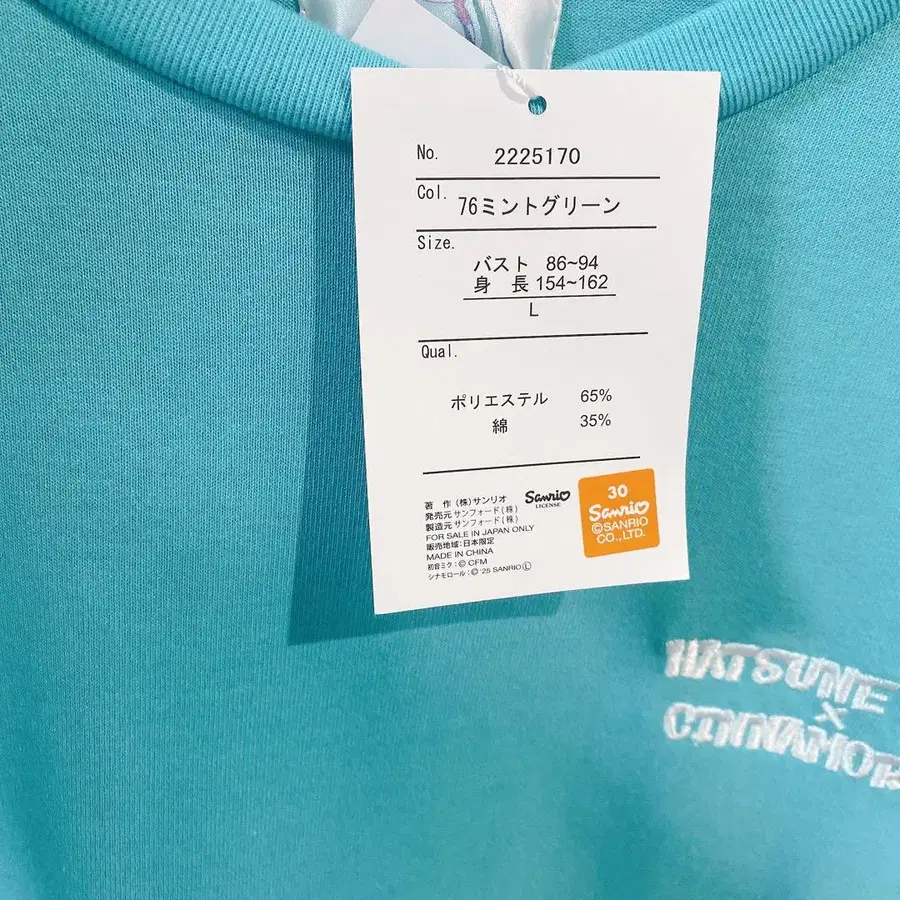 No. 2225170
Col. 76ミントグリーン
Size.
バスト 86~94
身 長 154~162
L
Qual.
ポリエステル 65%
綿 35%
著 作 (株)サンリオ
発売元 サンフォード(株)
製造元 サンフォード(株)
FOR SALE IN JAPAN ONLY
販売地域:日本限定
MADE IN CHINA
初音ミク:© CFM
シナモロール:© '25 SANRIO Ⓛ
Sanrio
LICENSE
30
Sanrio
©SANRIO
CO.,LTD.
HATSUNE
×
CINNAMOR